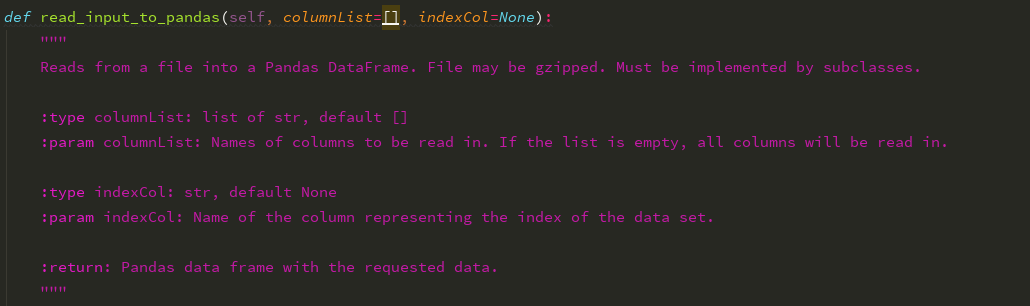 def read_input_to_pandas(self, columnList=[], indexCol=None):
"""
Reads from a file into a Pandas DataFrame. File may be gzipped. Must be implemented by subclasses.
:type columnList: list of str, default []
:param columnList: Names of columns to be read in. If the list is empty, all columns will be read in.
:type indexCol: str, default None
:param indexCol: Name of the column representing the index of the data set.
:return: Pandas data frame with the requested data.
"""